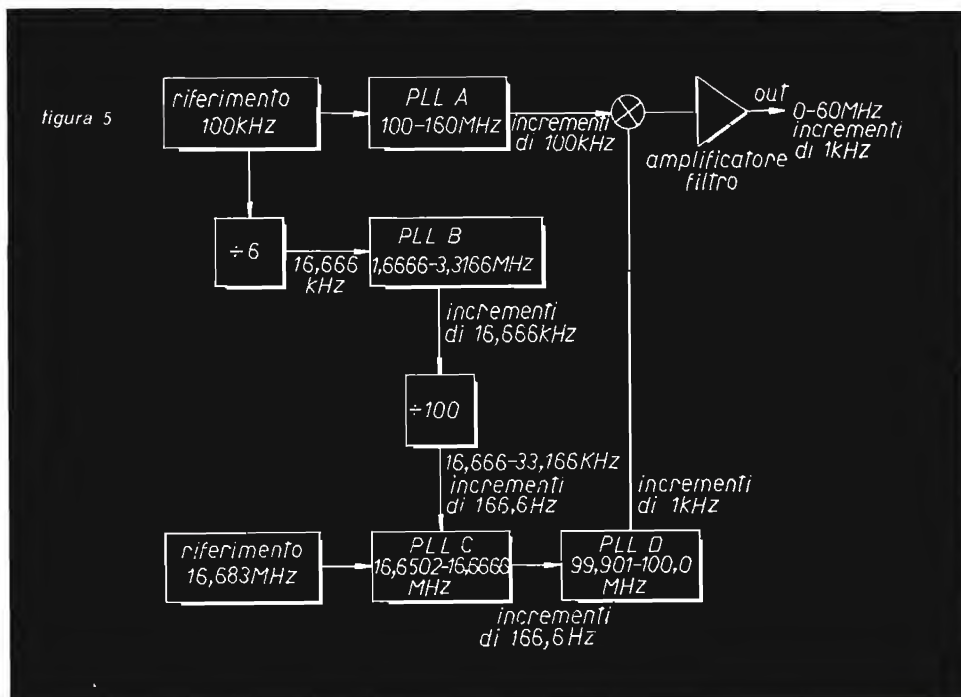 figura 5
riferimento
100KHZ
PLL A
100-160MHZ
incrementi
di 100kHz
out
0-60MHz
incrementi
di 1kHz
amplificatore
filtro
÷6
16,666
kHz
PLL B
1,6666-3,3166MHZ
incrementi
di 16,666kHz
÷100
16,666-33,166KHz
incrementi
di 166,6Hz
incrementi
di 1kHz
riferimento
16,683MHZ
PLL C
16,6502-16,6666
MHZ
PLL D
99,901-100,0
MHZ
incrementi
di 166,6Hz